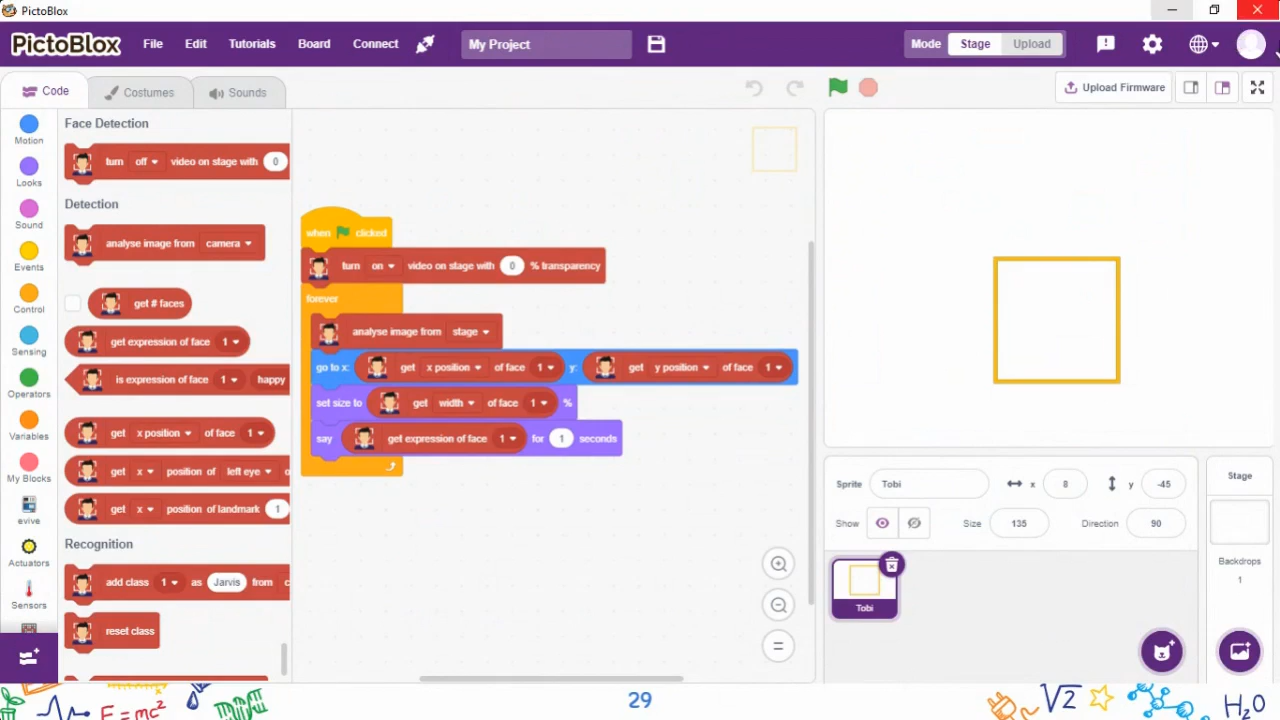 PictoBlox
PictoBlox File Edit Tutorials Board Connect My Project Mode Stage Upload
Code Costumes Sounds Upload Firmware
Motion
Looks
Sound
Events
Control
Sensing
Operators
Variables
My Blocks
evive
Actuators
Sensors
Face Detection
turn off video on stage with 0
Detection
analyse image from camera
get # faces
get expression of face 1
is expression of face 1 happy
get x position of face 1
get x position of left eye
get x position of landmark 1
Recognition
add class 1 as Jarvis from
reset class
when clicked
turn on video on stage with 0 % transparency
forever
analyse image from stage
go to x: get x position of face 1 y: get y position of face 1
set size to get width of face 1 %
say get expression of face 1 for 1 seconds
Sprite Tobi x 8 y -45
Show Size 135 Direction 90
Tobi
Stage
Backdrops
1
29
E=mc²
√2
H₂O